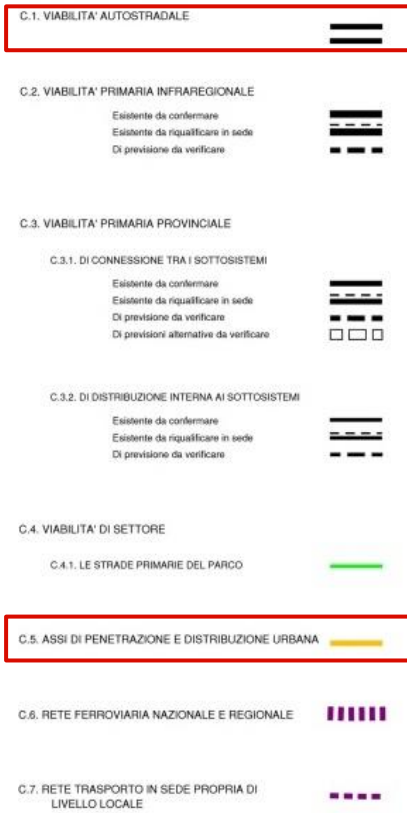 C.1. VIABILITA' AUTOSTRADALE
C.2. VIABILITA' PRIMARIA INFRAREGIONALE
Esistente da confermare
Esistente da riqualificare in sede
Di previsione da verificare
C.3. VIABILITA' PRIMARIA PROVINCIALE
C.3.1. DI CONNESSIONE TRA I SOTTOSISTEMI
Esistente da confermare
Esistente da riqualificare in sede
Di previsione da verificare
Di previsioni alternative da verificare
C.3.2. DI DISTRIBUZIONE INTERNA AI SOTTOSISTEMI
Esistente da confermare
Esistente da riqualificare in sede
Di previsione da verificare
C.4. VIABILITA' DI SETTORE
C.4.1. LE STRADE PRIMARIE DEL PARCO
C.5. ASSI DI PENETRAZIONE E DISTRIBUZIONE URBANA
C.6. RETE FERROVIARIA NAZIONALE E REGIONALE
C.7. RETE TRASPORTO IN SEDE PROPRIA DI
LIVELLO LOCALE